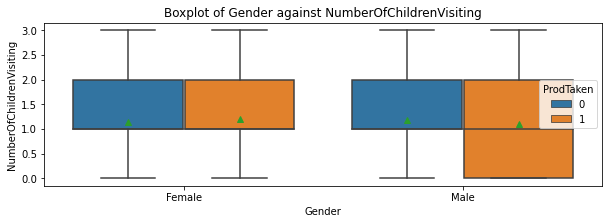 Boxplot of Gender against NumberOfChildrenVisiting
NumberOfChildrenVisiting
3.0
2.5
2.0
1.5
1.0
0.5
0.0
ProdTaken
0
1
Female
Male
Gender